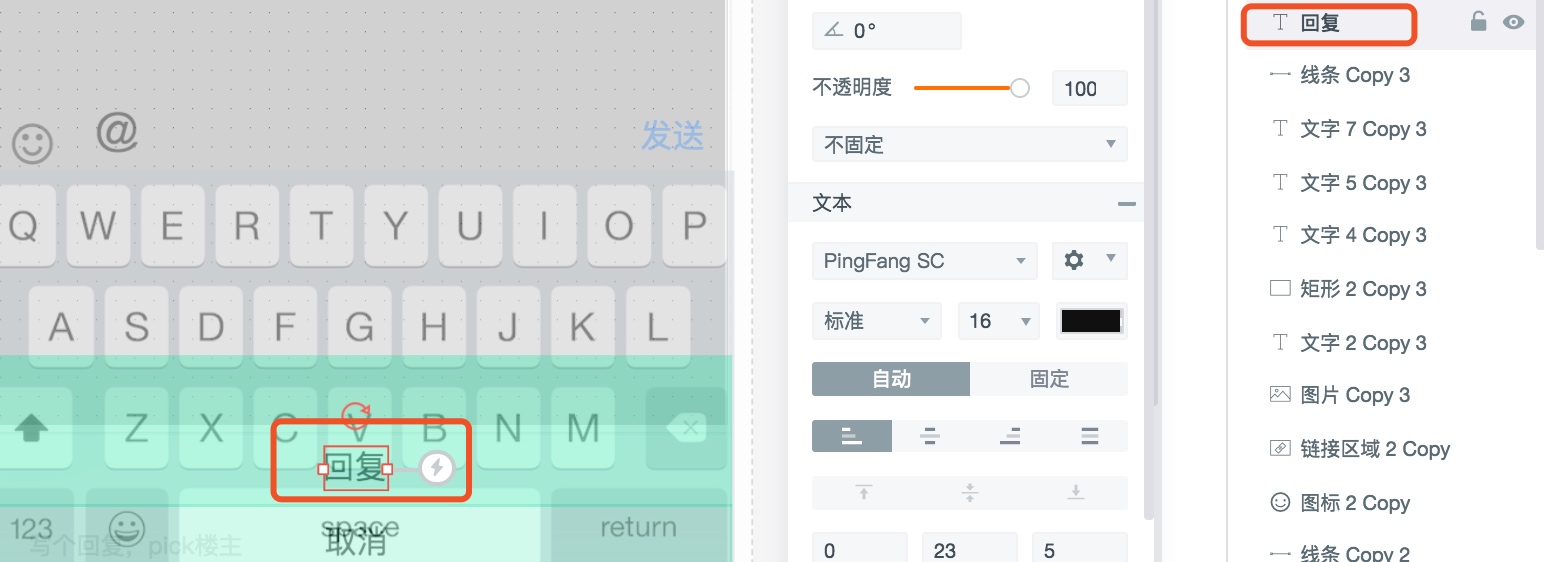 @
发送
Q W E R T Y U I O P
A S D F G H J K L
Z X C V B N M
回复
123
space
return
写个回复，pick楼主
取消
0°
不透明度
100
不固定
文本
PingFang SC
标准
16
自动
固定
0
23
5
回复
线条 Copy 3
文字 7 Copy 3
文字 5 Copy 3
文字 4 Copy 3
矩形 2 Copy 3
文字 2 Copy 3
图片 Copy 3
链接区域 2 Copy
图标 2 Copy
线条 Copy 2